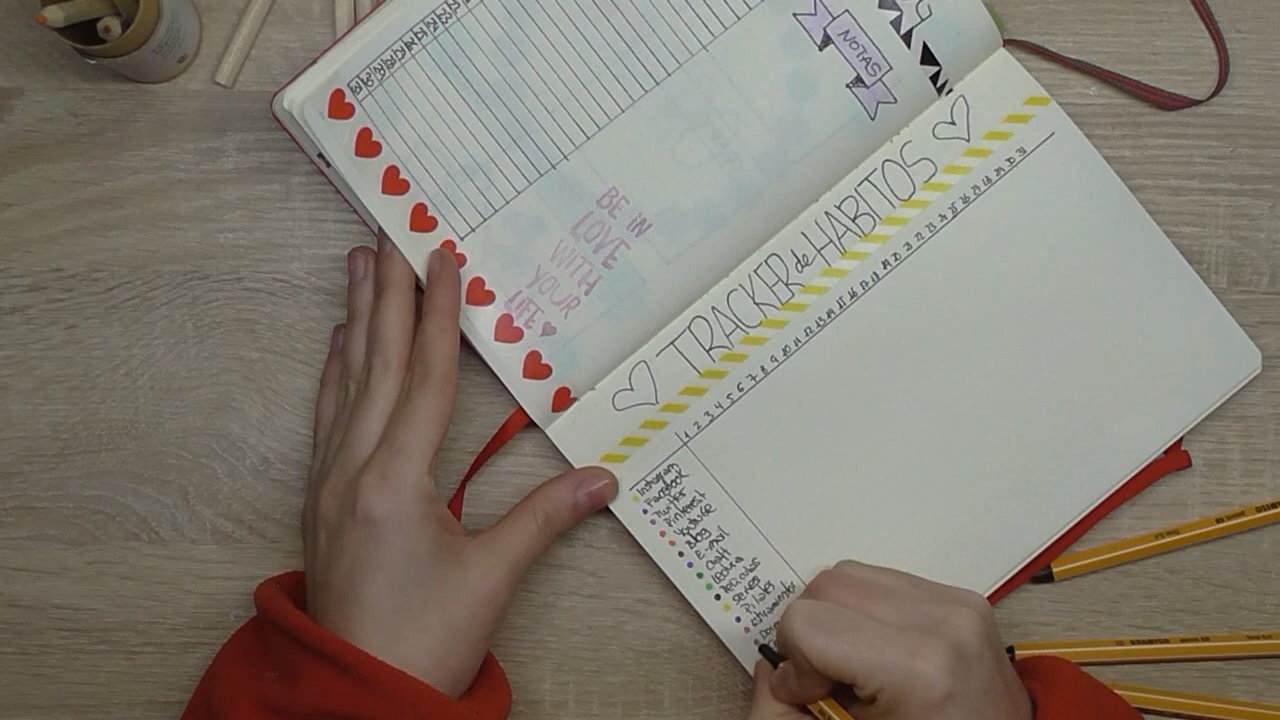 NOTAS
BE IN
LOVE
WITH
YOUR
LIFE
TRACKER de HABITOS
1 2 3 4 5 6 7 8 9 10 11 12 13 14 15 16 17 18 19 20 21 22 23 24 25 26 27 28 29 30 31
Instagram
Facebook
Twitter
Pinterest
Youtube
Blog
E-mail
Craft
Lectura
Películas
Series
Pilates
Estiramientos
STABILO